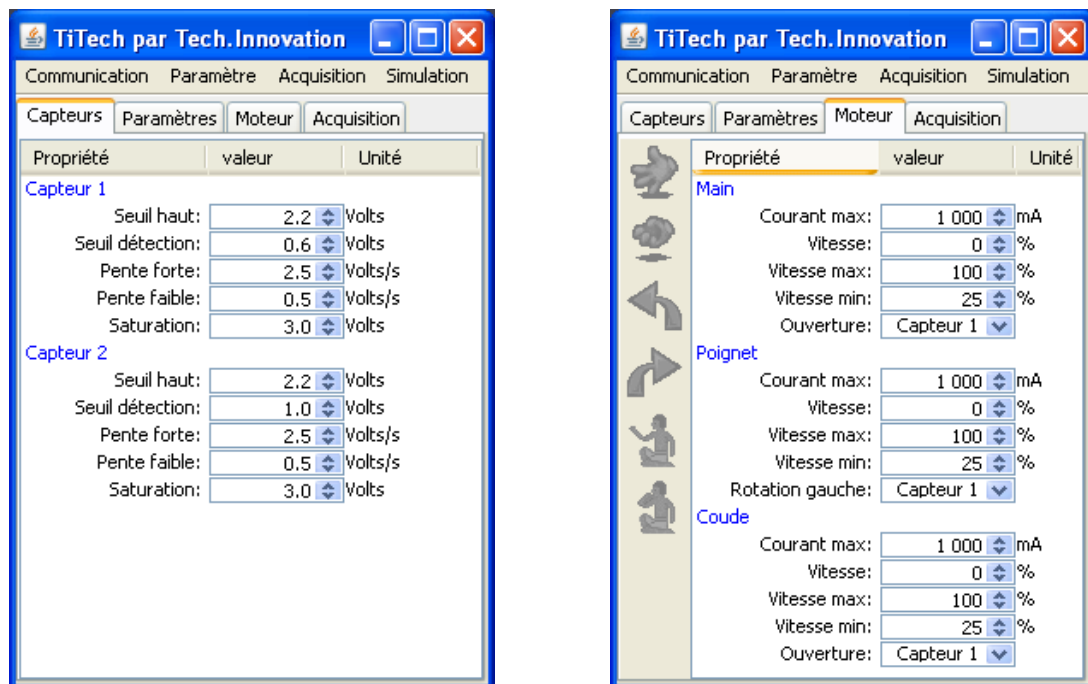 TiTech par Tech.Innovation
Communication Paramètre Acquisition Simulation
Capteurs Paramètres Moteur Acquisition
Propriété valeur Unité
Capteur 1
Seuil haut: 2.2 Volts
Seuil détection: 0.6 Volts
Pente forte: 2.5 Volts/s
Pente faible: 0.5 Volts/s
Saturation: 3.0 Volts
Capteur 2
Seuil haut: 2.2 Volts
Seuil détection: 1.0 Volts
Pente forte: 2.5 Volts/s
Pente faible: 0.5 Volts/s
Saturation: 3.0 Volts
TiTech par Tech.Innovation
Communication Paramètre Acquisition Simulation
Capteurs Paramètres Moteur Acquisition
Propriété valeur Unité
Main
Courant max: 1 000 mA
Vitesse: 0 %
Vitesse max: 100 %
Vitesse min: 25 %
Ouverture: Capteur 1
Poignet
Courant max: 1 000 mA
Vitesse: 0 %
Vitesse max: 100 %
Vitesse min: 25 %
Rotation gauche: Capteur 1
Coude
Courant max: 1 000 mA
Vitesse: 0 %
Vitesse max: 100 %
Vitesse min: 25 %
Ouverture: Capteur 1